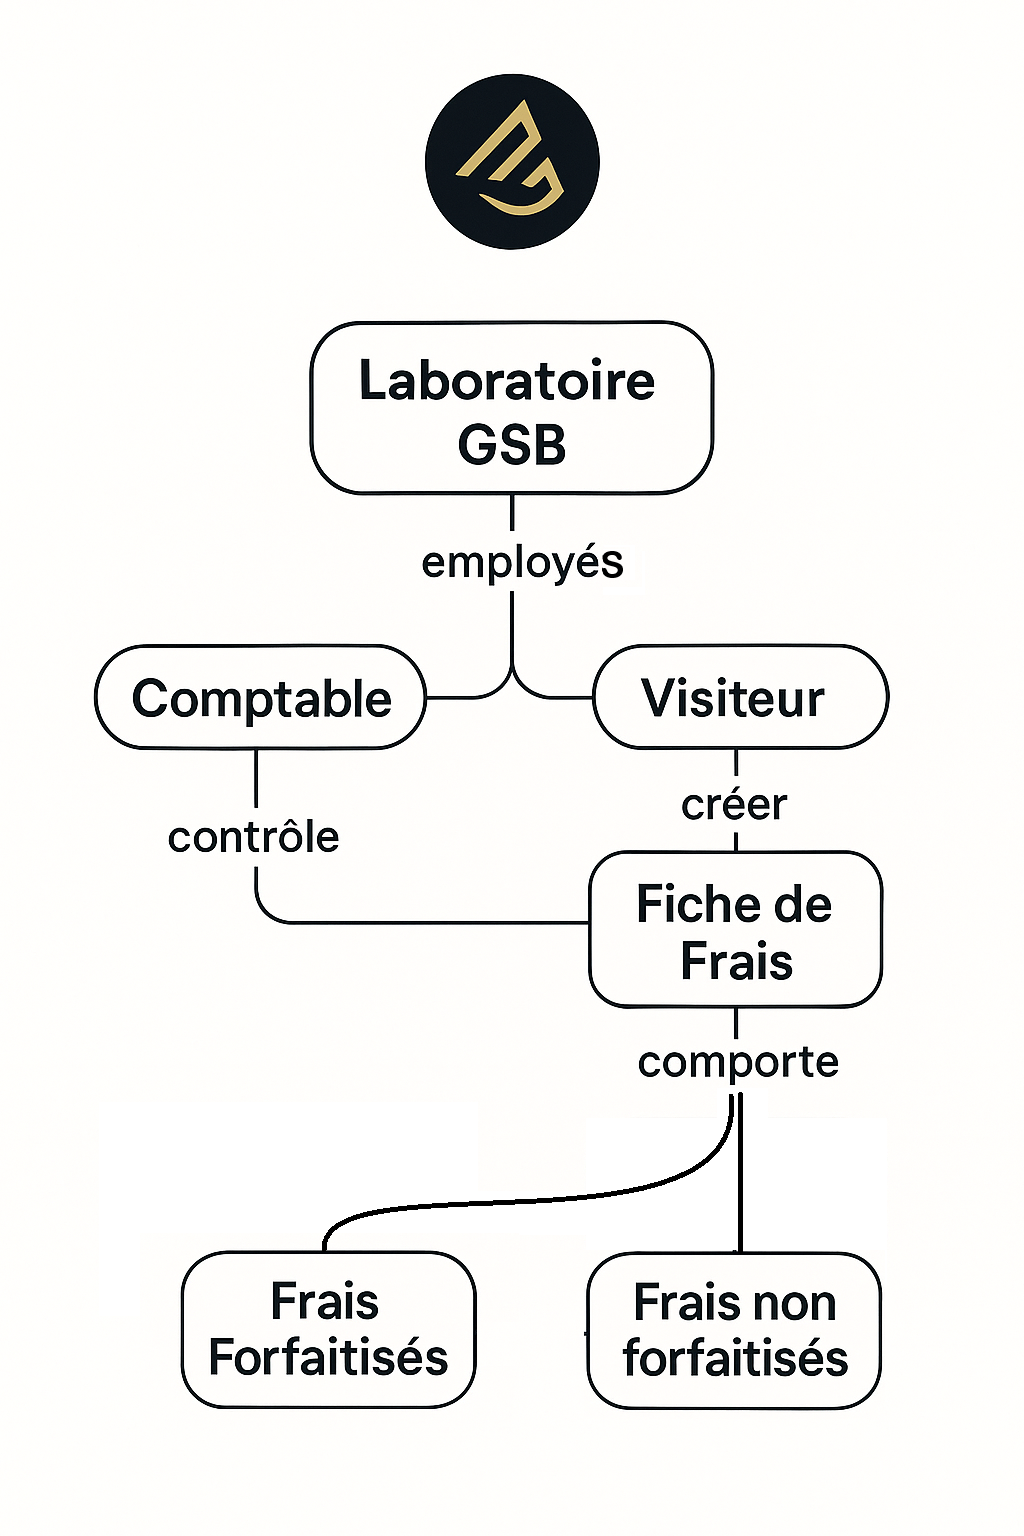 Laboratoire
GSB
employés
Comptable
Visiteur
créer
contrôle
Fiche de
Frais
comporte
Frais
Forfaitisés
Frais non
forfaitisés